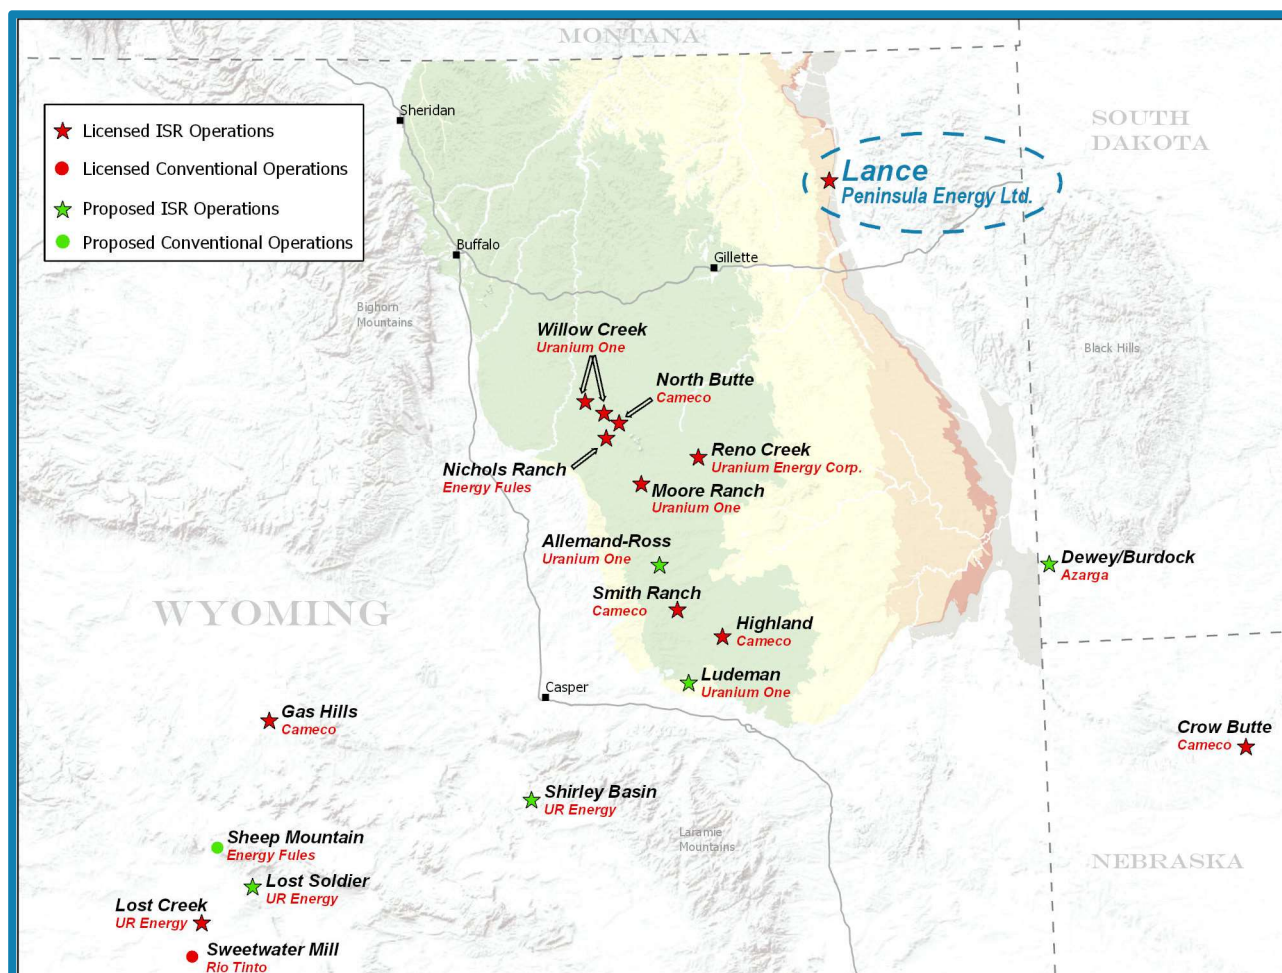 MONTANA
Sheridan
Licensed ISR Operations
Licensed Conventional Operations
Proposed ISR Operations
Proposed Conventional Operations
SOUTH
DAKOTA
Lance
Peninsula Energy Ltd.
Buffalo
Gillette
Bighorn
Mountains
Willow Creek
Uranium One
Black Hills
North Butte
Cameco
Reno Creek
Uranium Energy Corp.
Nichols Ranch
Energy Fules
Moore Ranch
Uranium One
Allemand-Ross
Uranium One
Dewey/Burdock
Azarga
WYOMING
Smith Ranch
Cameco
Highland
Cameco
Ludeman
Uranium One
Casper
Gas Hills
Cameco
Crow Butte
Cameco
Shirley Basin
UR Energy
Laramie
Mountains
Sheep Mountain
Energy Fules
NEBRASKA
Lost Soldier
UR Energy
Lost Creek
UR Energy
Sweetwater Mill
Rio Tinto